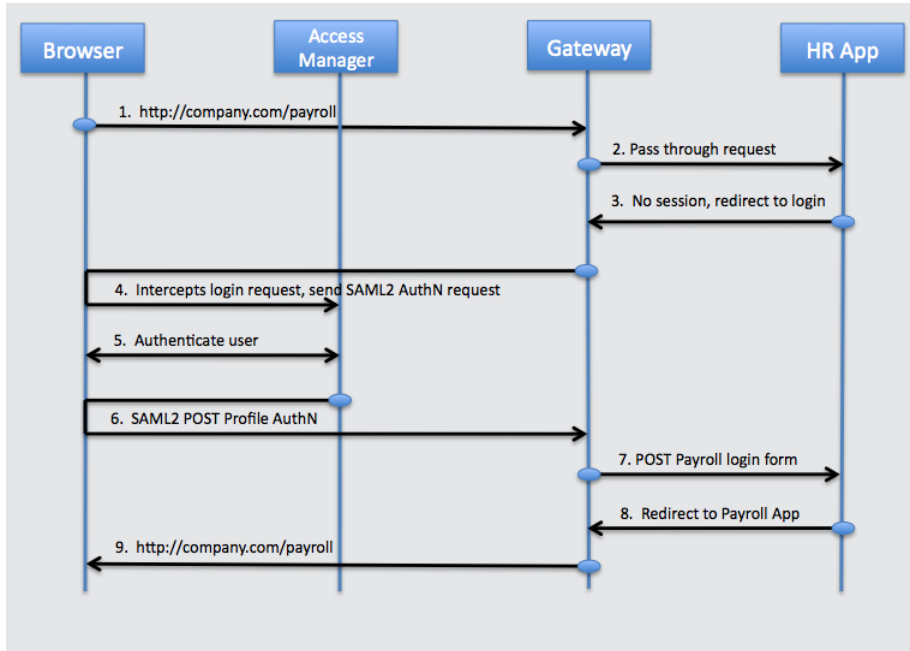 Browser
Access
Manager
Gateway
HR App
1. http://company.com/payroll
2. Pass through request
3. No session, redirect to login
4. Intercepts login request, send SAML2 AuthN request
5. Authenticate user
6. SAML2 POST Profile AuthN
7. POST Payroll login form
8. Redirect to Payroll App
9. http://company.com/payroll